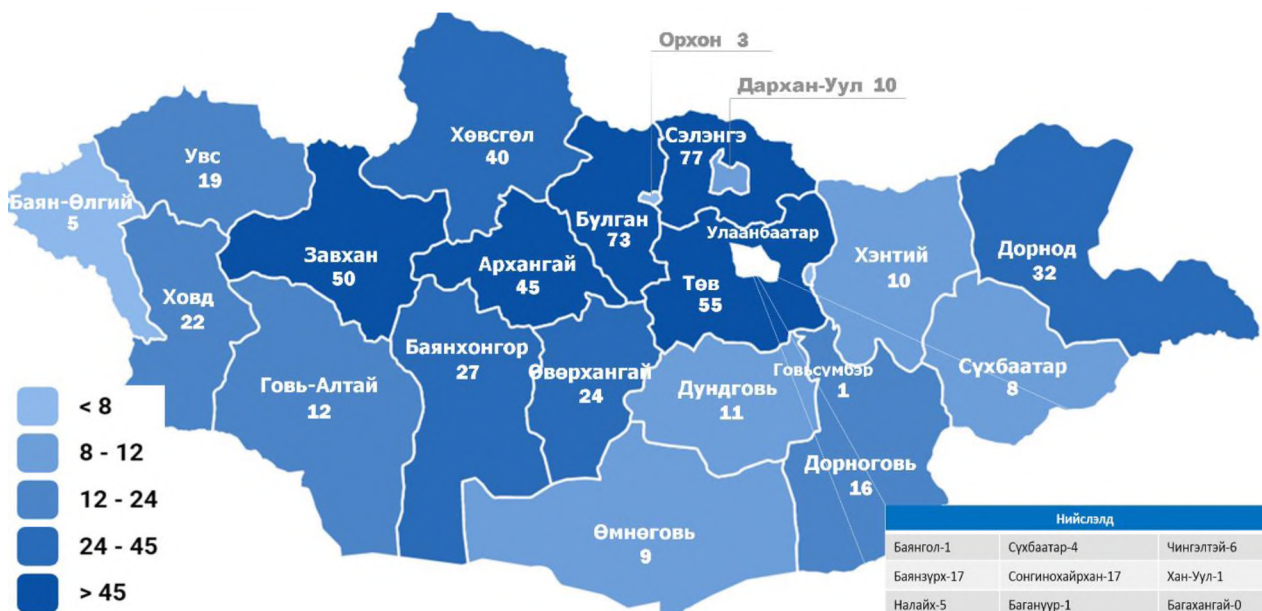 Орхон 3
Дархан-Уул 10
Хөвсгөл
40
Сэлэнгэ
77
Увс
19
Баян-Өлгий
5
Булган
73
Улаанбаатар
Завхан
50
Архангай
45
Төв
55
Хэнтий
10
Дорнод
32
Ховд
22
Баянхонгор
27
Өвөрхангай
24
Говь-Алтай
12
Дундговь
11
Говьсүмбэр
1
Сүхбаатар
8
Дорноговь
16
Өмнөговь
9
< 8
8 - 12
12 - 24
24 - 45
> 45
Нийслэлд
Баянгол-1 Сүхбаатар-4 Чингэлтэй-6
Баянзүрх-17 Сонгинохайрхан-17 Хан-Уул-1
Налайх-5 Багануур-1 Багахангай-0